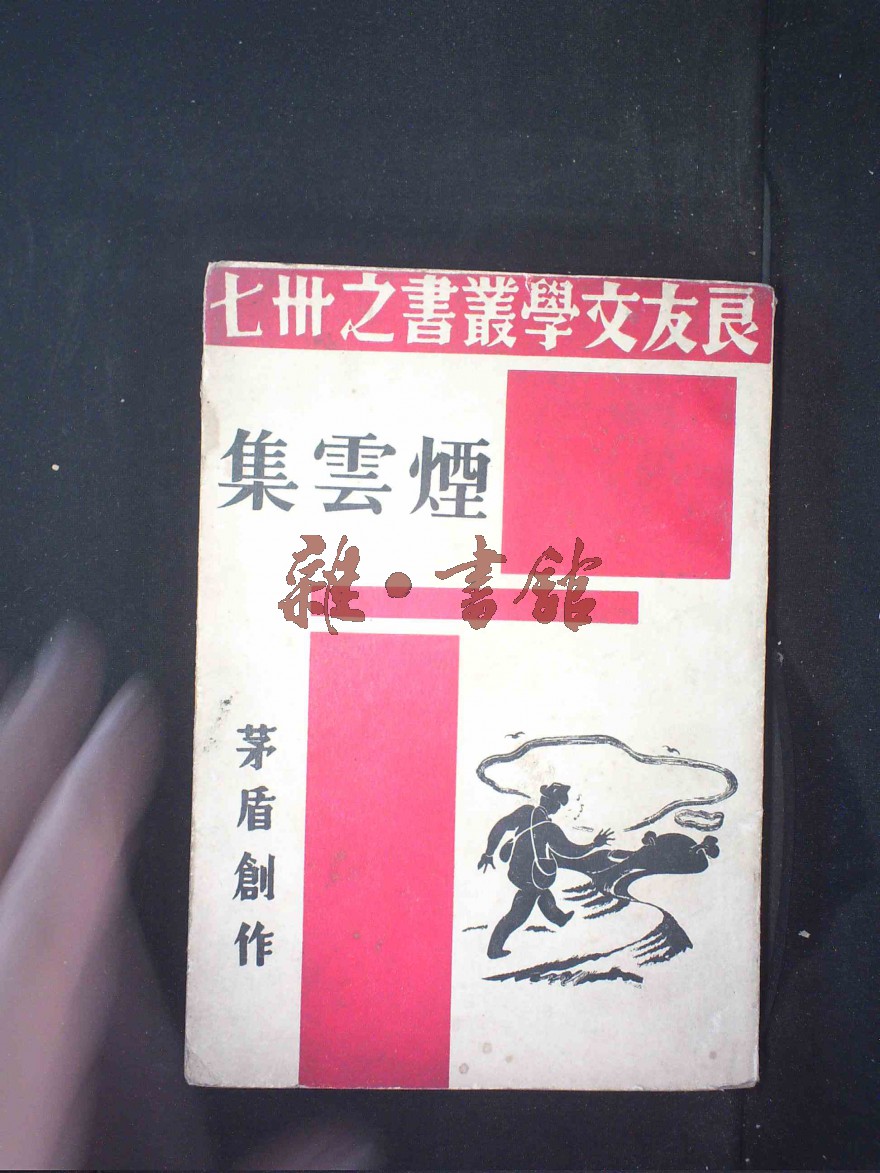 良友文學叢書之卅七
煙雲集
雜•書館
茅盾創作